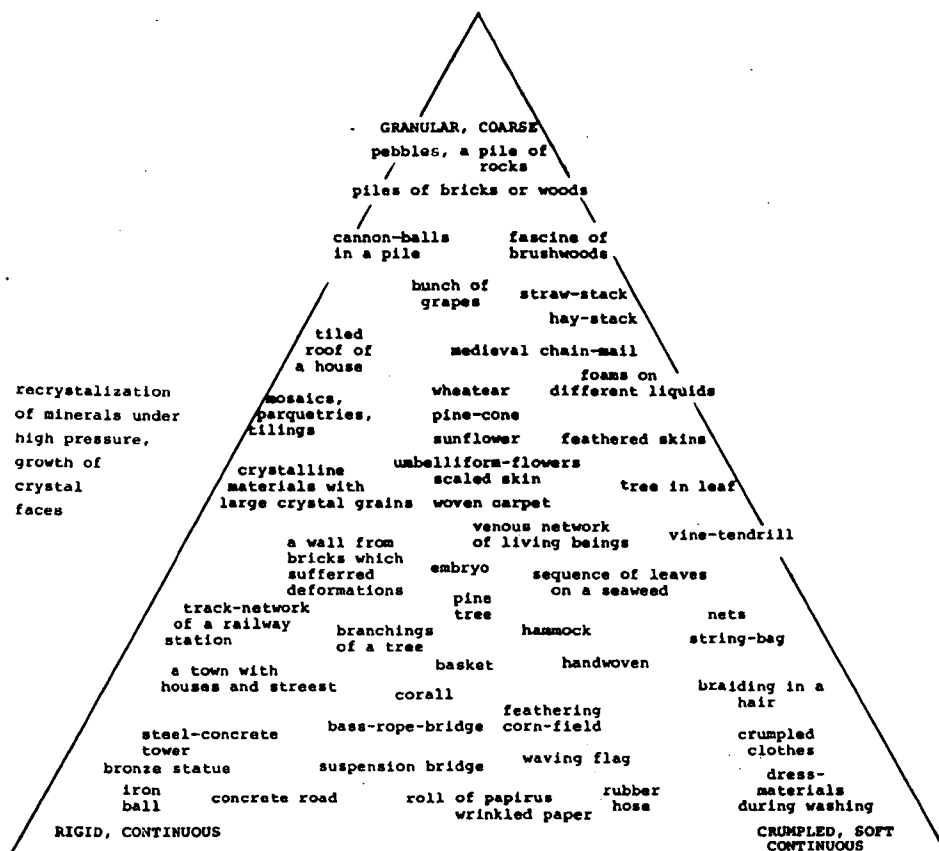 GRANULAR, COARSE
pebbles, a pile of
rocks
piles of bricks or woods
cannon-balls
in a pile
fascine of
brushwoods
bunch of
grapes
straw-stack
hay-stack
tiled
roof of
a house
medieval chain-mail
foams on
different liquids
recrystalization
of minerals under
high pressure,
growth of
crystal
faces
mosaics,
parquetries,
tilings
wheatear
pine-cone
sunflower
feathered skins
umbelliform-flowers
scaled skin
crystalline
materials with
large crystal grains
woven carpet
tree in leaf
venous network
of living beings
vine-tendrill
a wall from
bricks which
sufferred
deformations
embryo
sequence of leaves
on a seaweed
pine
tree
track-network
of a railway
station
branchings
of a tree
hammock
nets
string-bag
a town with
houses and streest
basket
handwoven
corall
braiding in a
hair
feathering
corn-field
bass-rope-bridge
steel-concrete
tower
crumpled
clothes
bronze statue
suspension bridge
waving flag
iron
ball
concrete road
roll of papirus
wrinkled paper
rubber
hose
dress-
materials
during washing
RIGID, CONTINUOUS
CRUMPLED, SOFT
CONTINUOUS